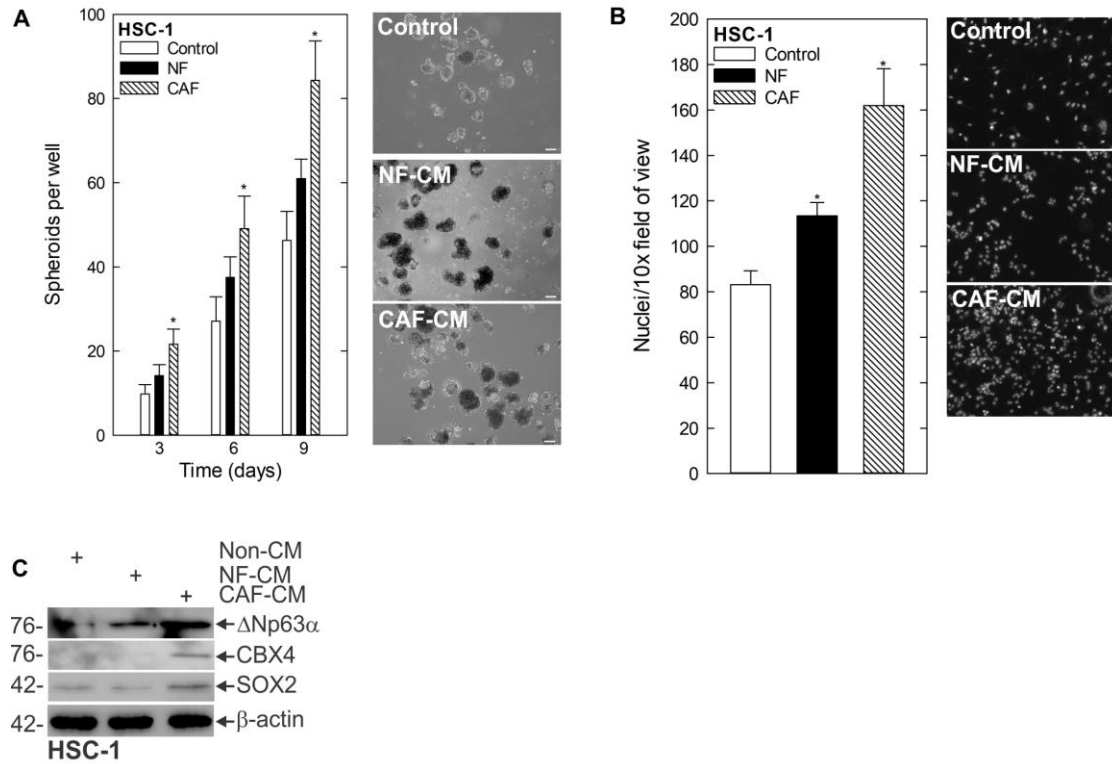 A
HSC-1
Control
NF
CAF
Spheroids per well
100
80
60
40
20
0
*
*
*
3 6 9
Time (days)
Control
NF-CM
CAF-CM
B
HSC-1
Control
NF
CAF
Nuclei/10x field of view
200
180
160
140
120
100
80
60
40
20
0
*
*
Control
NF-CM
CAF-CM
C
+ Non-CM
+ NF-CM
+ CAF-CM
76- ΔNp63α
76- CBX4
42- SOX2
42- β-actin
HSC-1